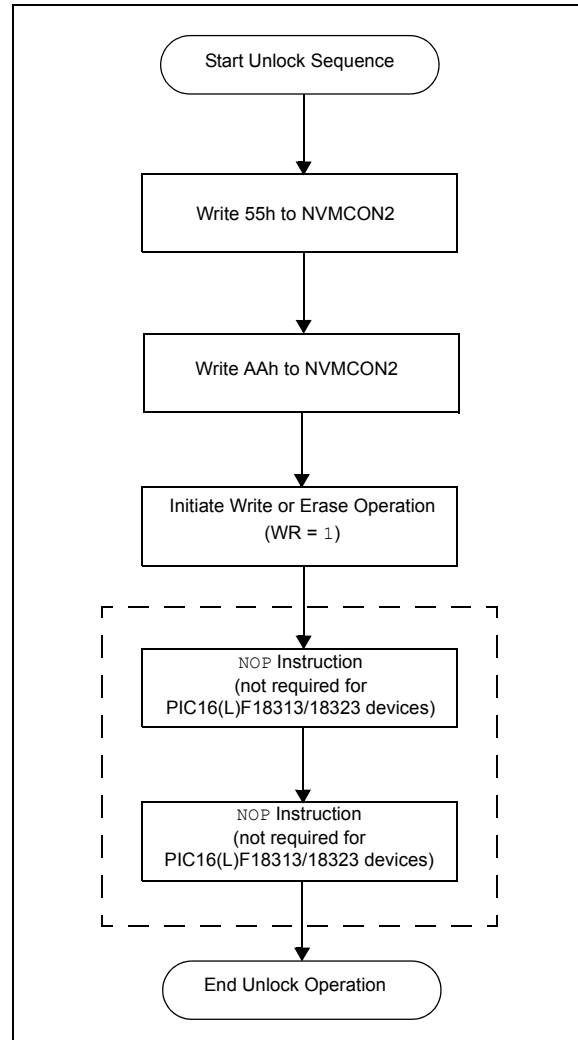 Start Unlock Sequence
Write 55h to NVMCON2
Write AAh to NVMCON2
Initiate Write or Erase Operation
(WR = 1)
NOP Instruction
(not required for
PIC16(L)F18313/18323 devices)
NOP Instruction
(not required for
PIC16(L)F18313/18323 devices)
End Unlock Operation